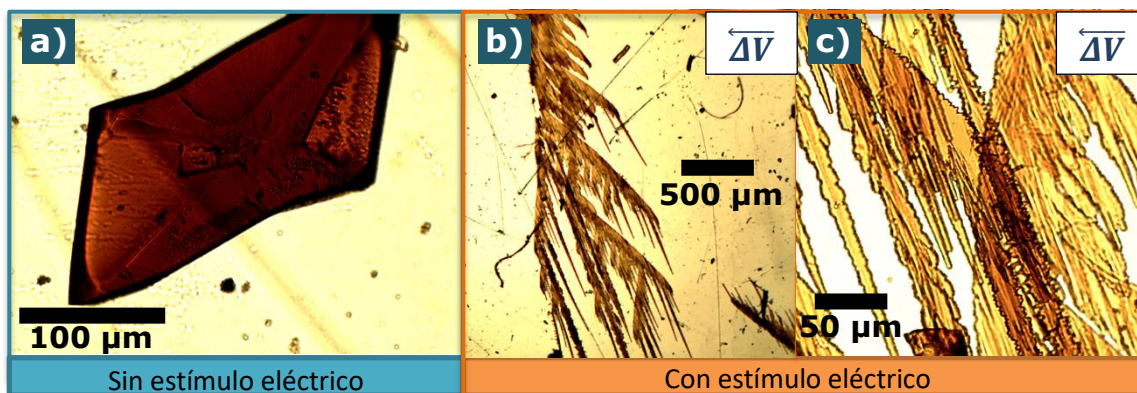 a)
100 µm
Sin estímulo eléctrico
b)
ΔV
500 µm
c)
ΔV
50 µm
Con estímulo eléctrico